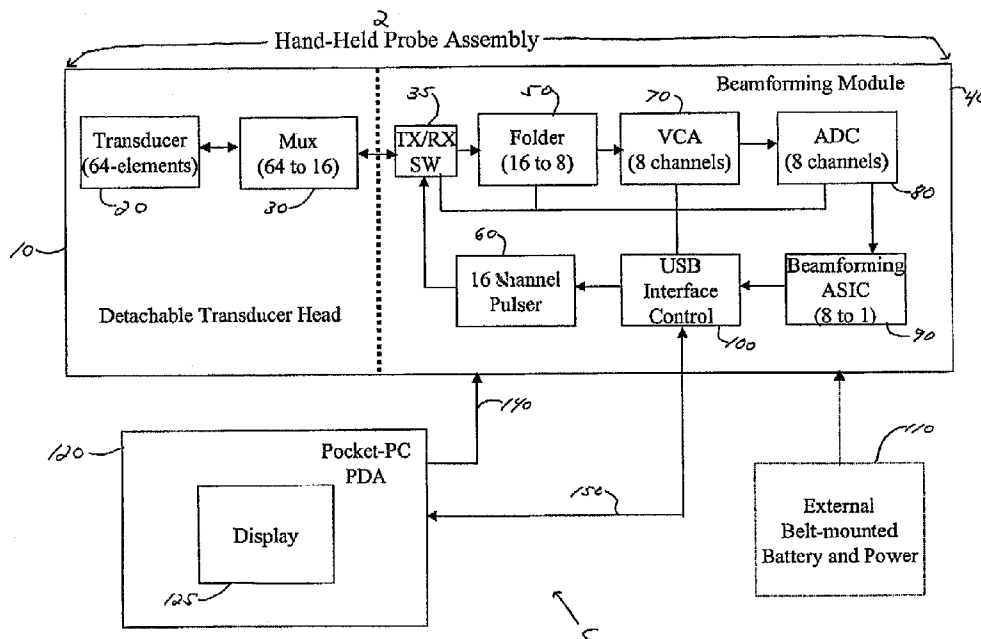 2
Hand-Held Probe Assembly
Beamforming Module
40
35
50
70
Transducer
(64-elements)
20
Mux
(64 to 16)
30
TX/RX
SW
Folder
(16 to 8)
VCA
(8 channels)
ADC
(8 channels)
80
10
60
16 Channel
Pulser
USB
Interface
Control
100
Beamforming
ASIC
(8 to 1)
90
Detachable Transducer Head
140
120
Pocket-PC
PDA
110
150
Display
125
External
Belt-mounted
Battery and Power
5